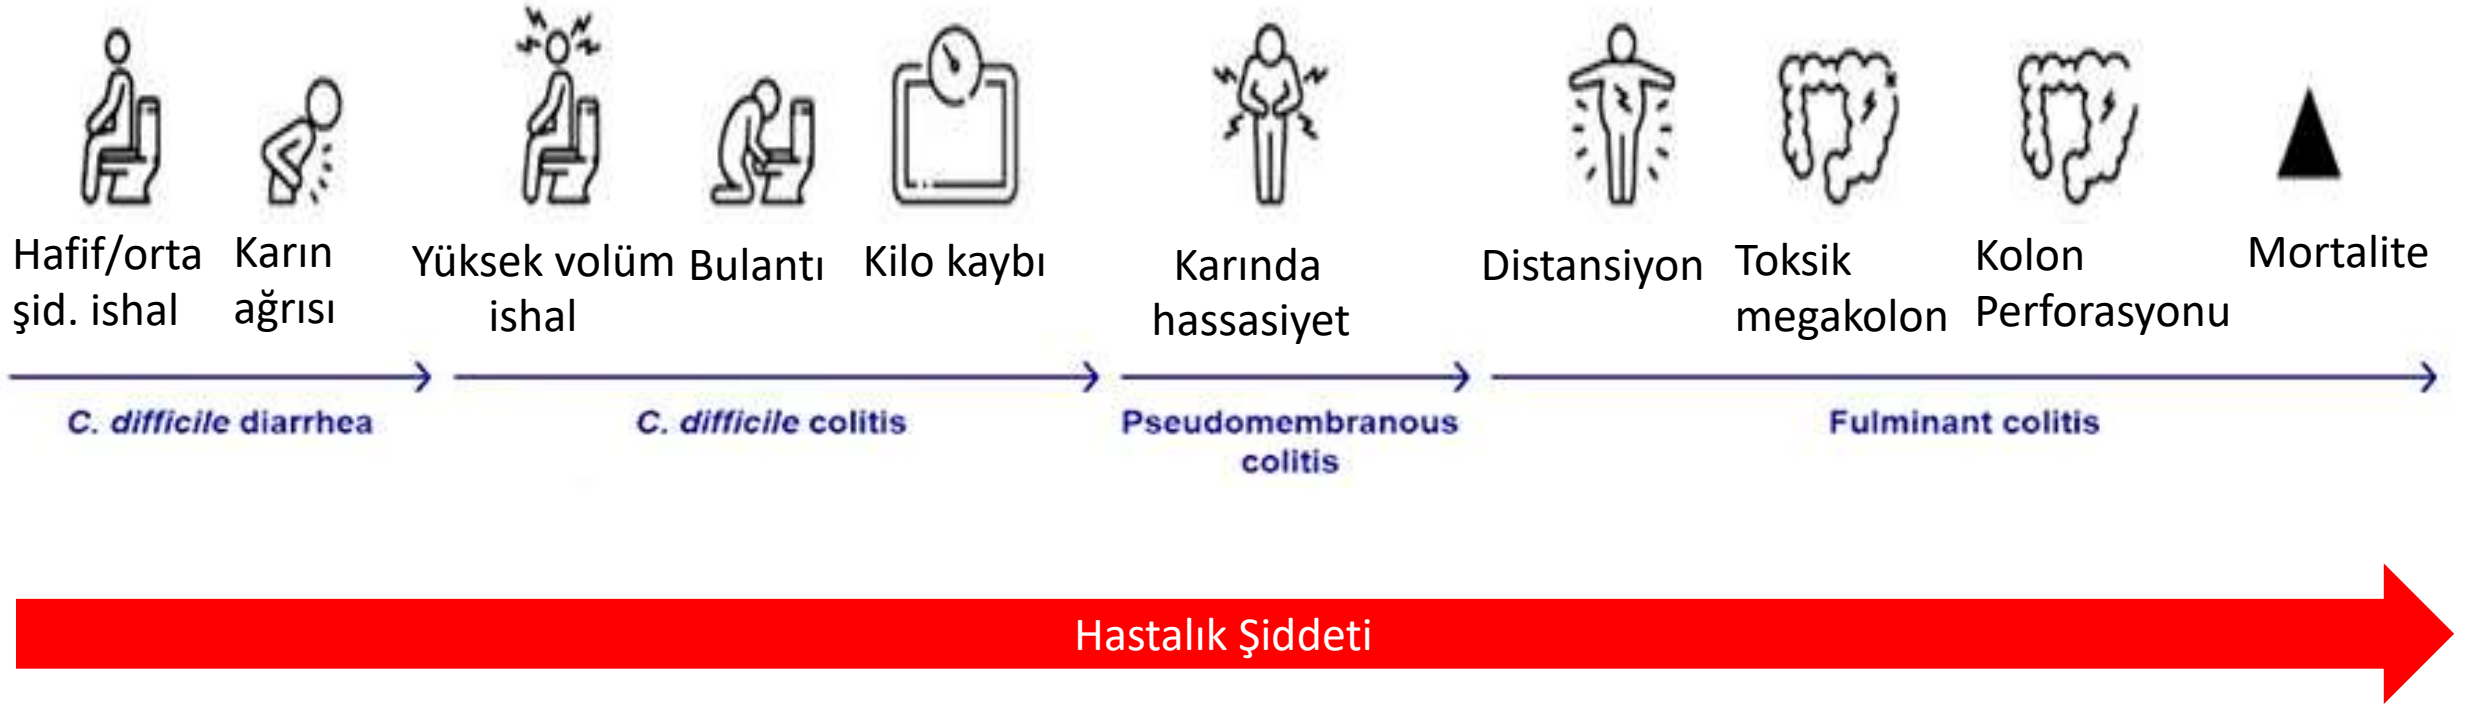 Hafif/orta
şid. ishal
Karın
ağrısı
Yüksek volüm
ishal
Bulantı
Kilo kaybı
Karında
hassasiyet
Distansiyon
Toksik
megakolon
Kolon
Perforasyonu
Mortalite
C. difficile diarrhea
C. difficile colitis
Pseudomembranous
colitis
Fulminant colitis
Hastalık Şiddeti